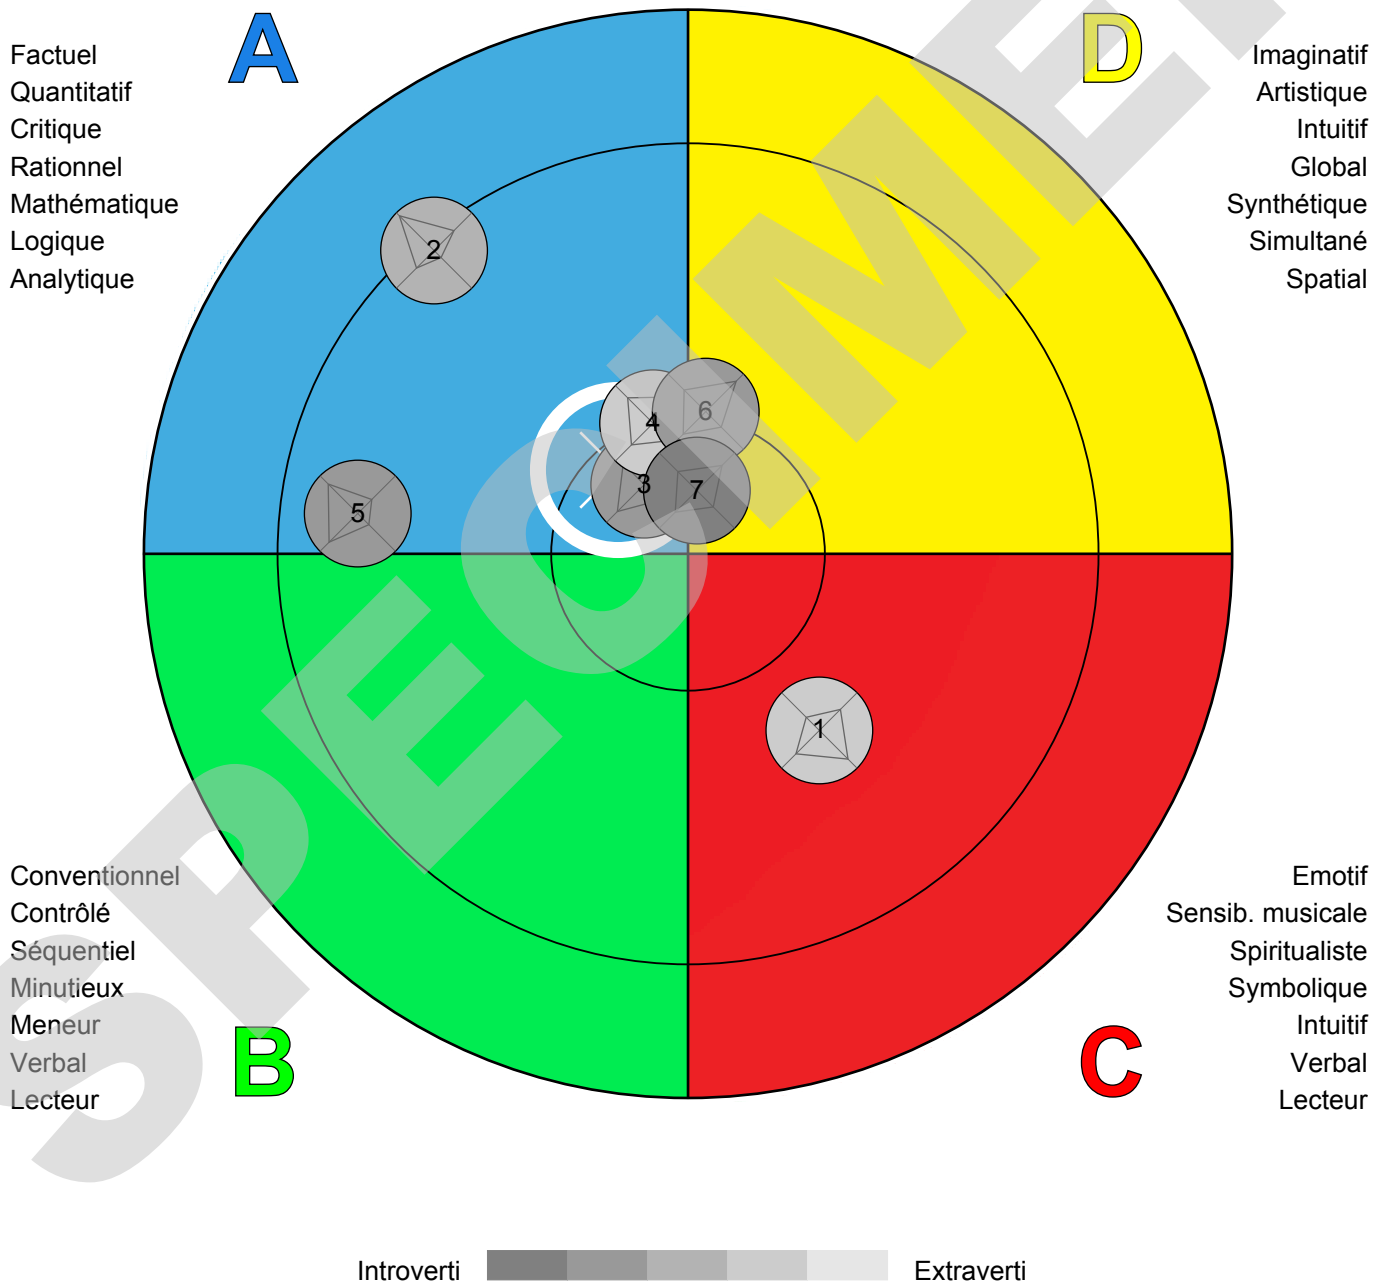 A
D
Factuel
Quantitatif
Critique
Rationnel
Mathématique
Logique
Analytique
Imaginatif
Artistique
Intuitif
Global
Synthétique
Simultané
Spatial
2
4
6
3
7
5
1
Conventionnel
Contrôlé
Séquentiel
Minutieux
Meneur
Verbal
Lecteur
B
Emotif
Sensib. musicale
Spiritualiste
Symbolique
Intuitif
Verbal
Lecteur
C
SPECiMEN
Introverti
Extraverti